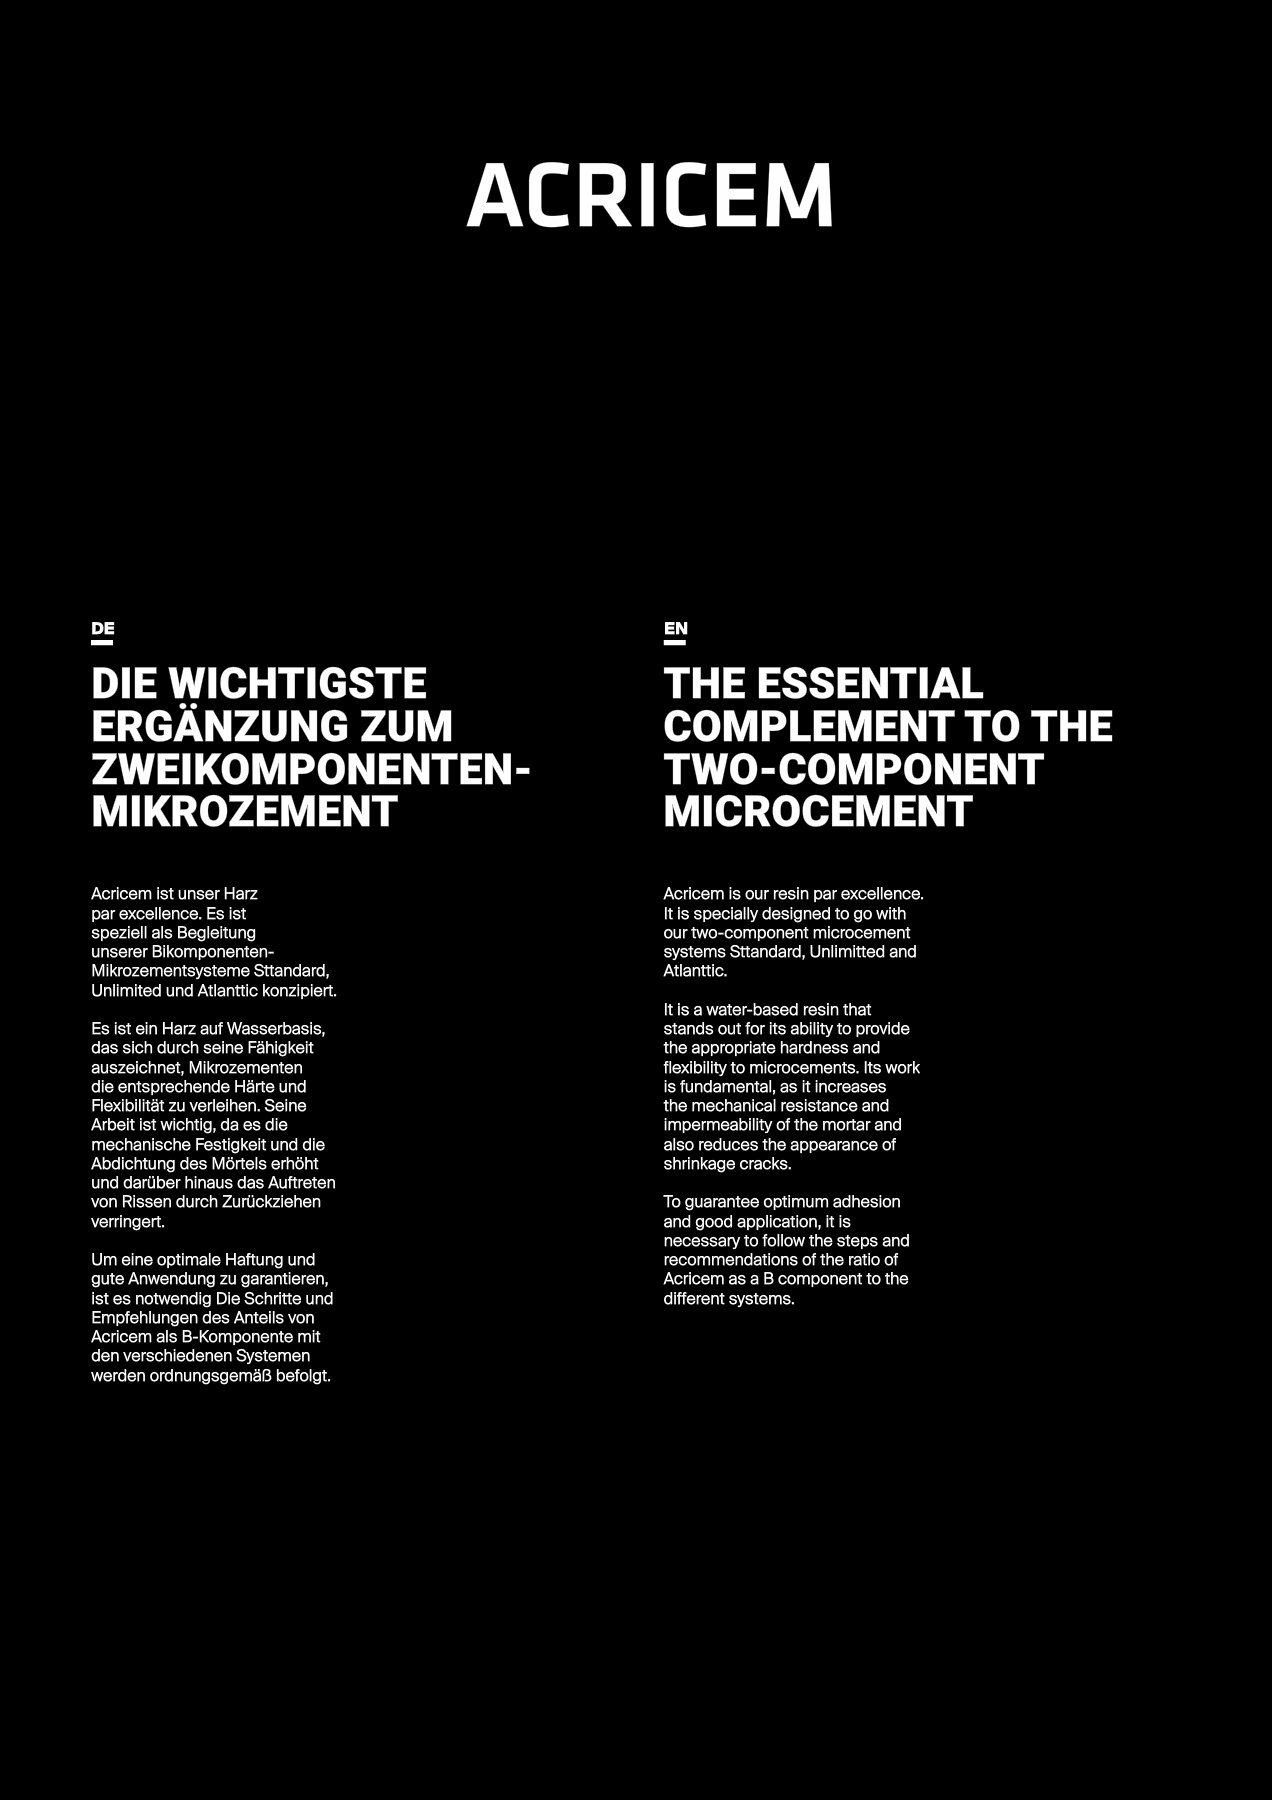 ACRICEM
DE
DIE WICHTIGSTE
ERGÄNZUNG ZUM
ZWEIKOMPONENTEN-
MIKROZEMENT
Acricem ist unser Harz
par excellence. Es ist
speziell als Begleitung
unserer Bikomponenten-
Mikrozementsysteme Sttandard,
Unlimited und Atlanttic konzipiert.
Es ist ein Harz auf Wasserbasis,
das sich durch seine Fähigkeit
auszeichnet, Mikrozementen
die entsprechende Härte und
Flexibilität zu verleihen. Seine
Arbeit ist wichtig, da es die
mechanische Festigkeit und die
Abdichtung des Mörtels erhöht
und darüber hinaus das Auftreten
von Rissen durch Zurückziehen
verringert.
Um eine optimale Haftung und
gute Anwendung zu garantieren,
ist es notwendig Die Schritte und
Empfehlungen des Anteils von
Acricem als B-Komponente mit
den verschiedenen Systemen
werden ordnungsgemäß befolgt.
EN
THE ESSENTIAL
COMPLEMENT TO THE
TWO-COMPONENT
MICROCEMENT
Acricem is our resin par excellence.
It is specially designed to go with
our two-component microcement
systems Sttandard, Unlimitted and
Atlanttic.
It is a water-based resin that
stands out for its ability to provide
the appropriate hardness and
flexibility to microcements. Its work
is fundamental, as it increases
the mechanical resistance and
impermeability of the mortar and
also reduces the appearance of
shrinkage cracks.
To guarantee optimum adhesion
and good application, it is
necessary to follow the steps and
recommendations of the ratio of
Acricem as a B component to the
different systems.